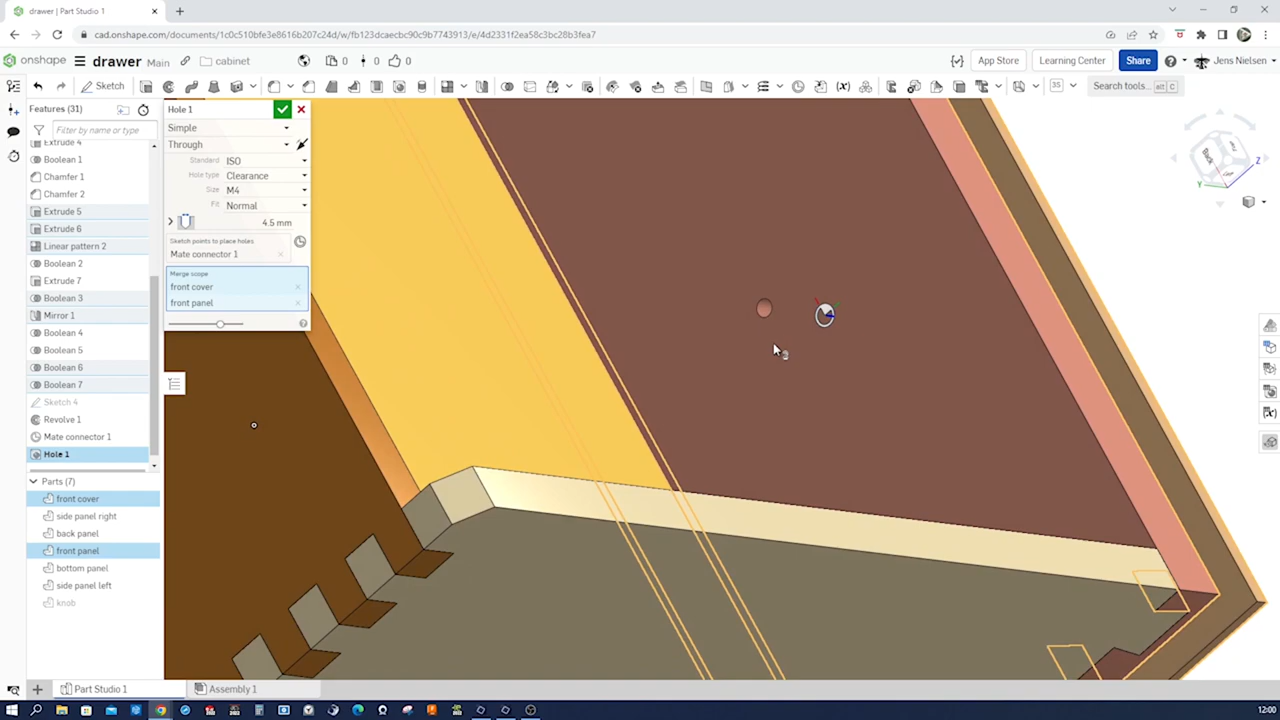 drawer | Part Studio 1
cad.onshape.com/documents/1c0c510bfe3e8616b207c24d/w/fb123dcaecbc90c9b7743913/e/4d2331f2ea58c3bc28b3fea7
onshape drawer Main cabinet 0 0 0 App Store Learning Center Share Jens Nielsen
Sketch 35 Search tools... alt C
Features (31)
Filter by name or type
Extrude 4
Boolean 1
Chamfer 1
Chamfer 2
Extrude 5
Extrude 6
Linear pattern 2
Boolean 2
Extrude 7
Boolean 3
Mirror 1
Boolean 4
Boolean 5
Boolean 6
Boolean 7
Sketch 4
Revolve 1
Mate connector 1
Hole 1
Parts (7)
front cover
side panel right
back panel
front panel
bottom panel
side panel left
knob
Hole 1
Simple
Through
Standard ISO
Hole type Clearance
Size M4
Fit Normal
4.5 mm
Sketch points to place holes
Mate connector 1
Merge scope
front cover
front panel
BACK
Z
Y
Part Studio 1 Assembly 1
12:00